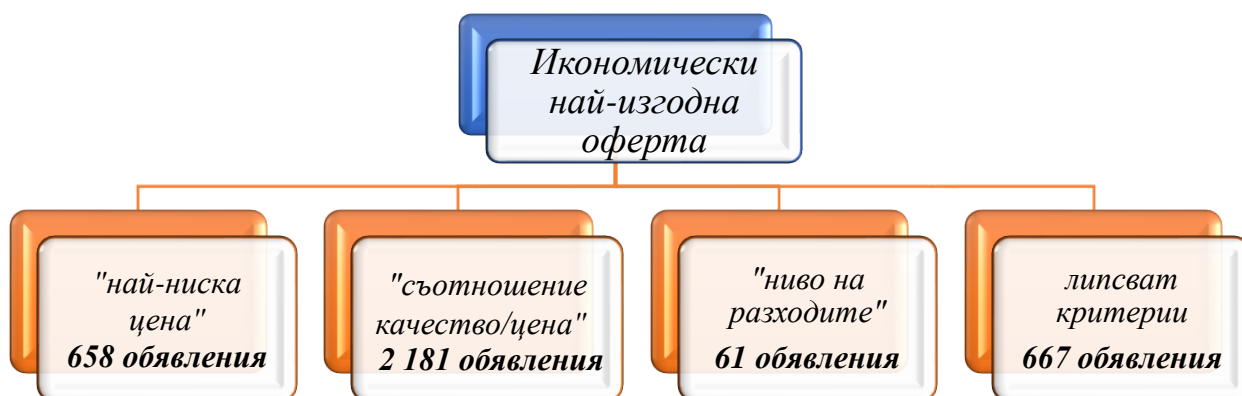 Икономически
най-изгодна
оферта
"най-ниска
цена"
658 обявления
"съотношение
качество/цена"
2 181 обявления
"ниво на
разходите"
61 обявления
липсват
критерии
667 обявления